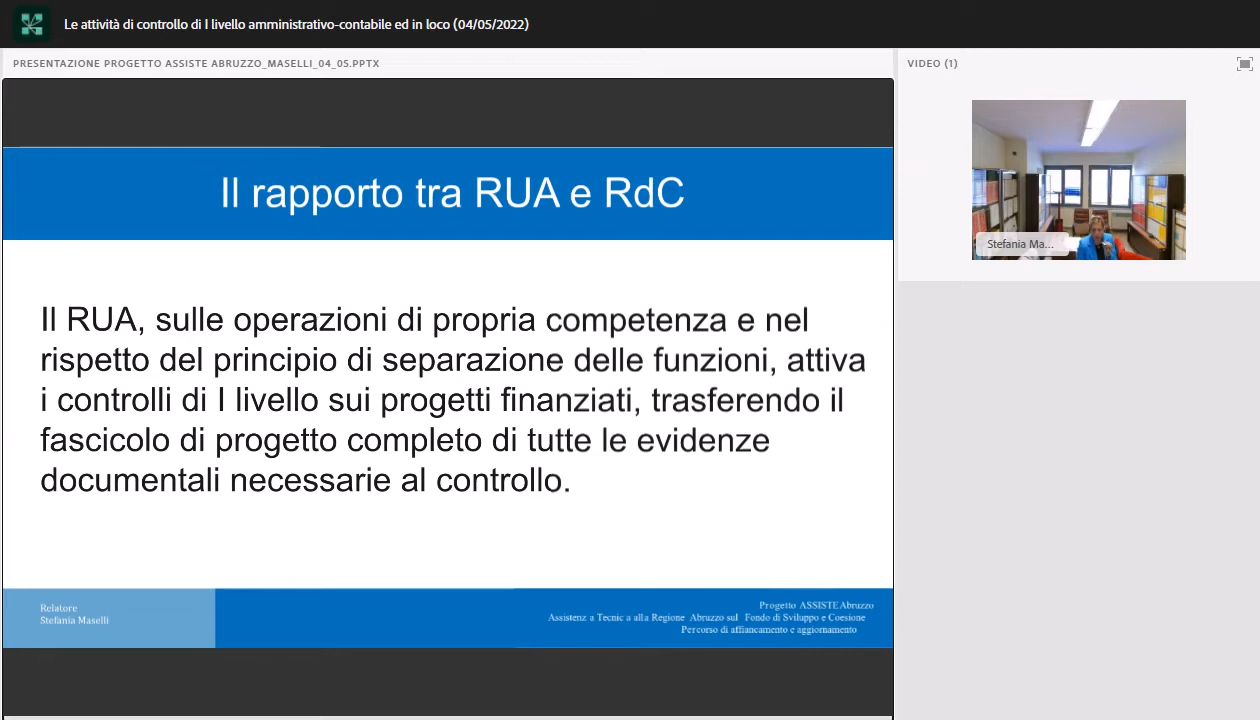 Le attività di controllo di I livello amministrativo-contabile ed in loco (04/05/2022)
PRESENTAZIONE PROGETTO ASSISTE ABRUZZO_MASELLI_04_05.PPTX
VIDEO (1)
Il rapporto tra RUA e RdC
Stefania Ma...
Il RUA, sulle operazioni di propria competenza e nel
rispetto del principio di separazione delle funzioni, attiva
i controlli di I livello sui progetti finanziati, trasferendo il
fascicolo di progetto completo di tutte le evidenze
documentali necessarie al controllo.
Relatore
Stefania Maselli
Progetto ASSISTE Abruzzo
Assistenz a Tecnic a alla Regione Abruzzo sul Fondo di Sviluppo e Coesione
Percorso di affiancamento e aggiornamento